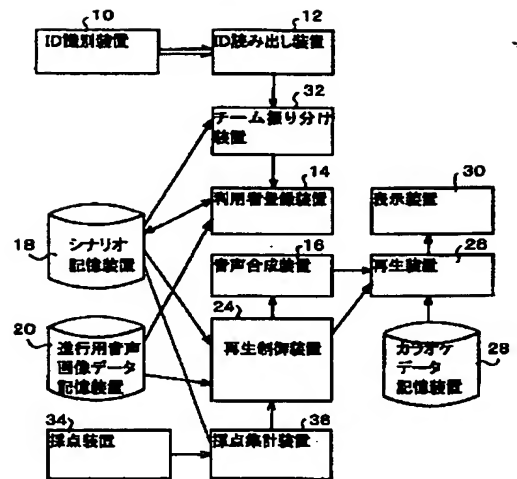 10
ID識別装置
12
ID読み出し装置
32
チーム振り分け
装置
14
利用者登録装置
30
表示装置
18
シナリオ
記憶装置
16
音声合成装置
28
再生装置
20
進行用音声
画像データ
記憶装置
24
再生制御装置
カラオケ
データ
記憶装置
28
34
採点装置
36
採点集計装置